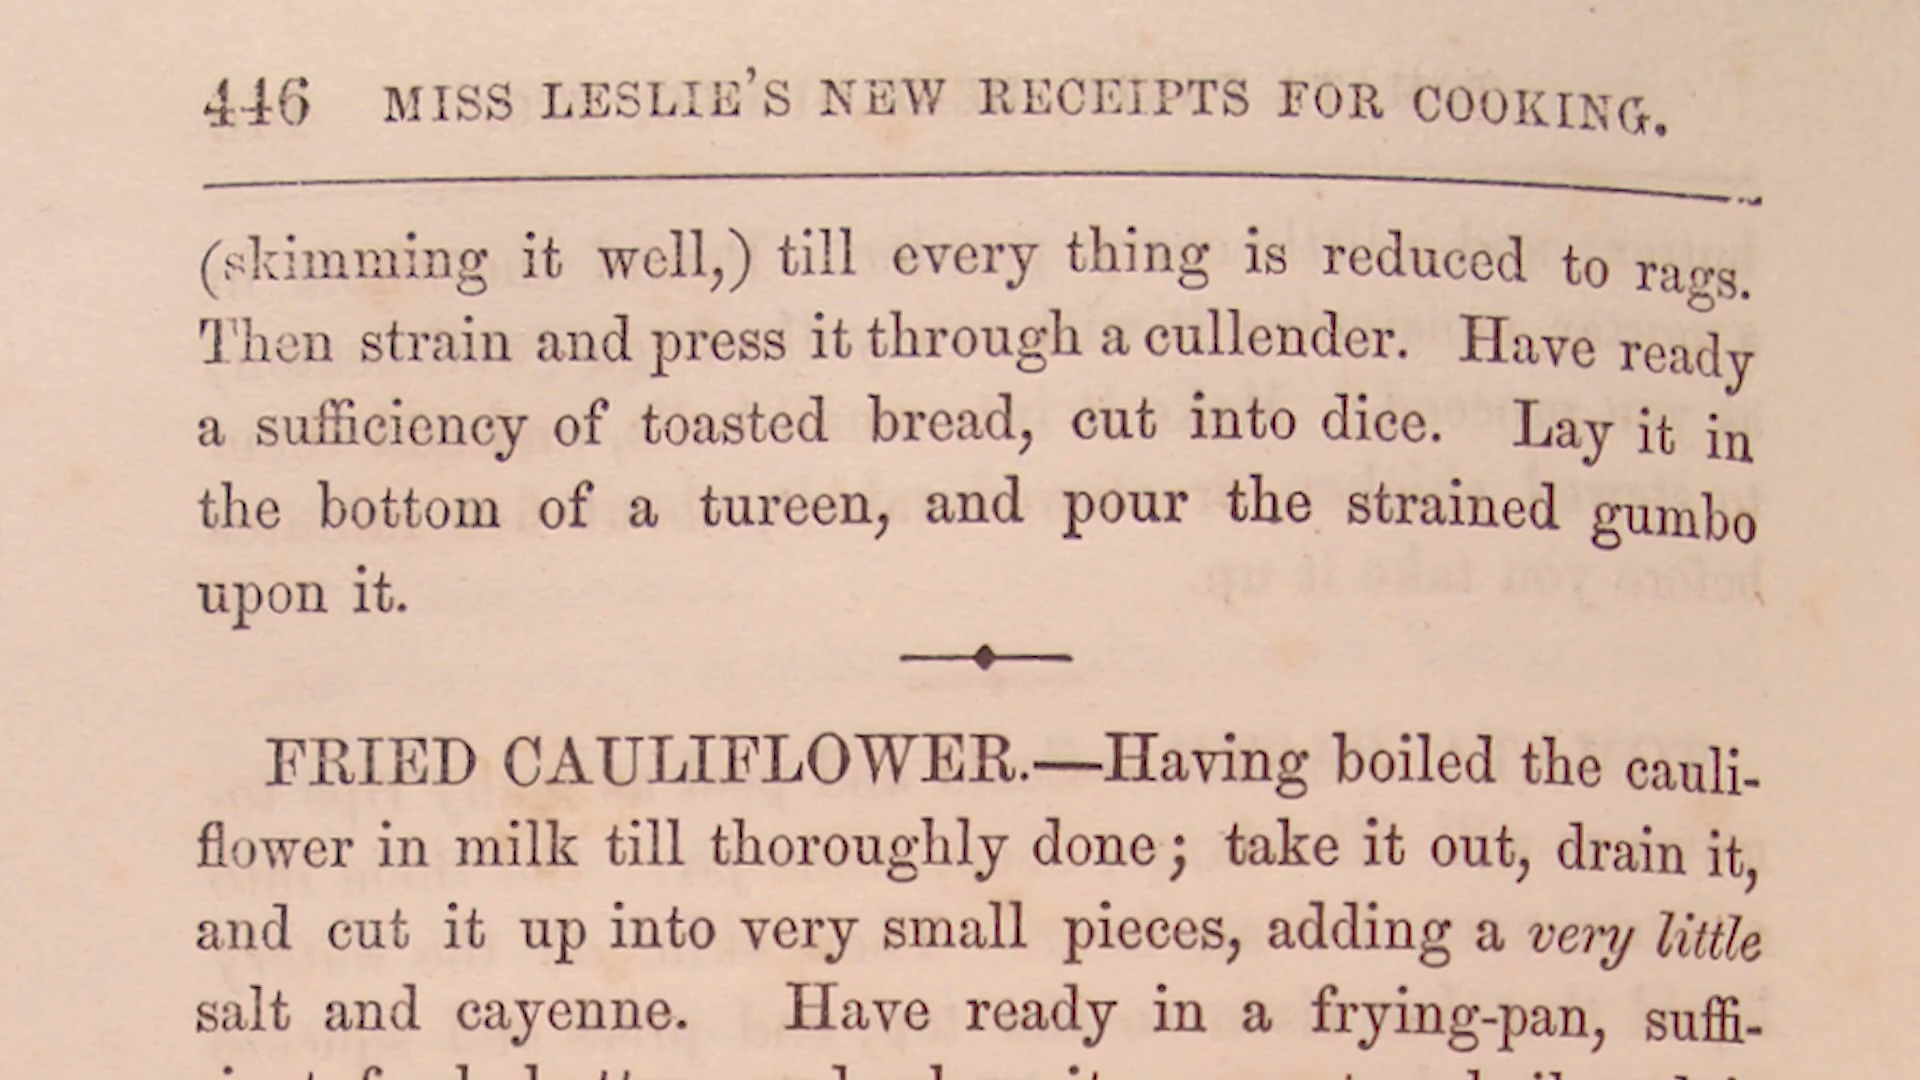 446 MISS LESLIE'S NEW RECEIPTS FOR COOKING.
(skimming it well,) till every thing is reduced to rags.
Then strain and press it through a cullender. Have ready
a sufficiency of toasted bread, cut into dice. Lay it in
the bottom of a tureen, and pour the strained gumbo
upon it.
FRIED CAULIFLOWER.—Having boiled the cauli-
flower in milk till thoroughly done; take it out, drain it,
and cut it up into very small pieces, adding a very little
salt and cayenne. Have ready in a frying-pan, suffi-